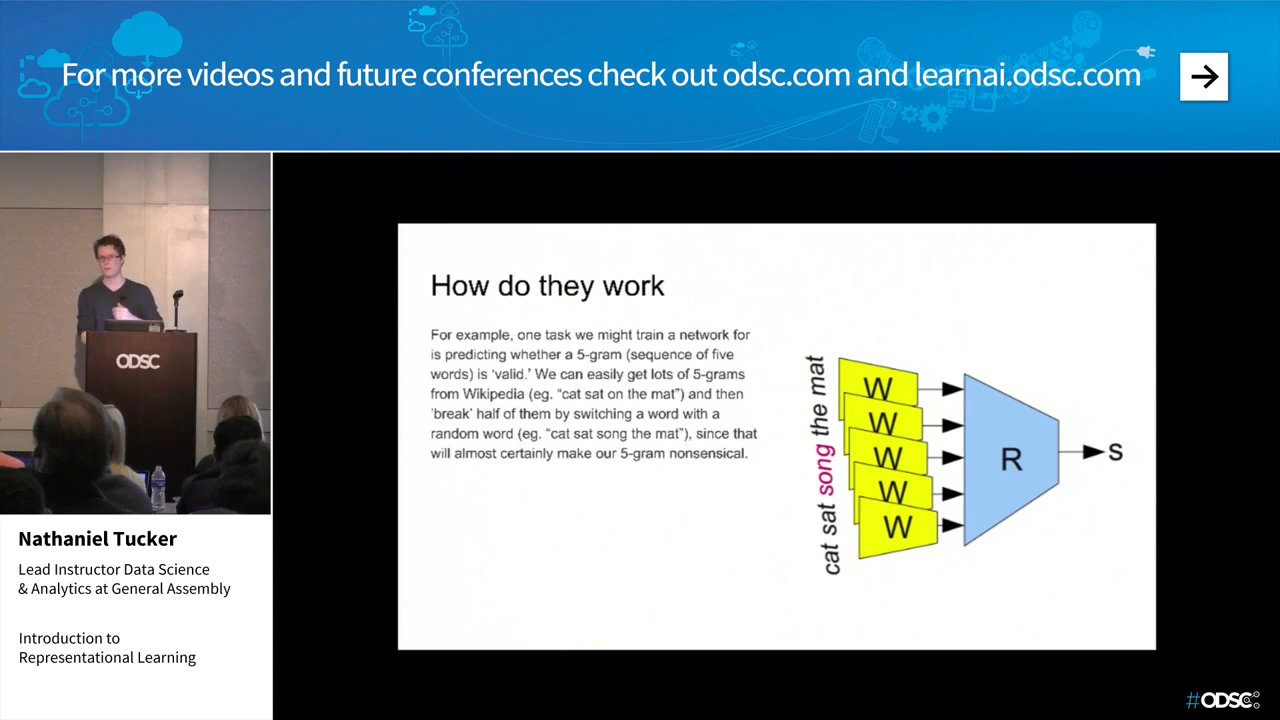 For more videos and future conferences check out odsc.com and learnai.odsc.com
ODSC
Nathaniel Tucker
Lead Instructor Data Science
& Analytics at General Assembly
Introduction to
Representational Learning
How do they work
For example, one task we might train a network for
is predicting whether a 5-gram (sequence of five
words) is ‘valid.’ We can easily get lots of 5-grams
from Wikipedia (eg. “cat sat on the mat”) and then
‘break’ half of them by switching a word with a
random word (eg. “cat sat song the mat”), since that
will almost certainly make our 5-gram nonsensical.
cat sat song the mat
W
W
W
W
W
R
s
#ODSC